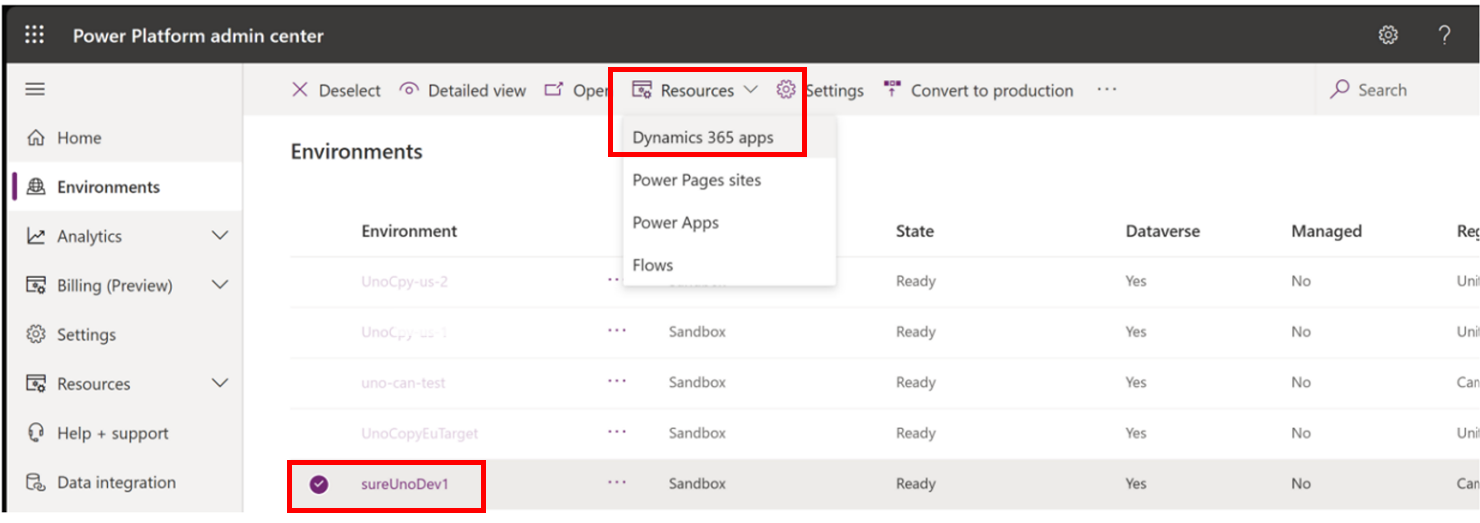 Power Platform admin center
?
Deselect Detailed view Open Resources Settings Convert to production ... Search
Dynamics 365 apps
Power Pages sites
Power Apps
Flows
Home
Environments
Analytics
Billing (Preview)
Settings
Resources
Help + support
Data integration
Environments
Environment State Dataverse Managed Reg
UnoCpy-us-2 ... Sandbox Ready Yes No Unit
UnoCpy-us-1 ... Sandbox Ready Yes No Unit
uno-can-test ... Sandbox Ready Yes No Can
UnoCopyEuTarget ... Sandbox Ready Yes No Unit
sureUnoDev1 ... Sandbox Ready Yes No Can